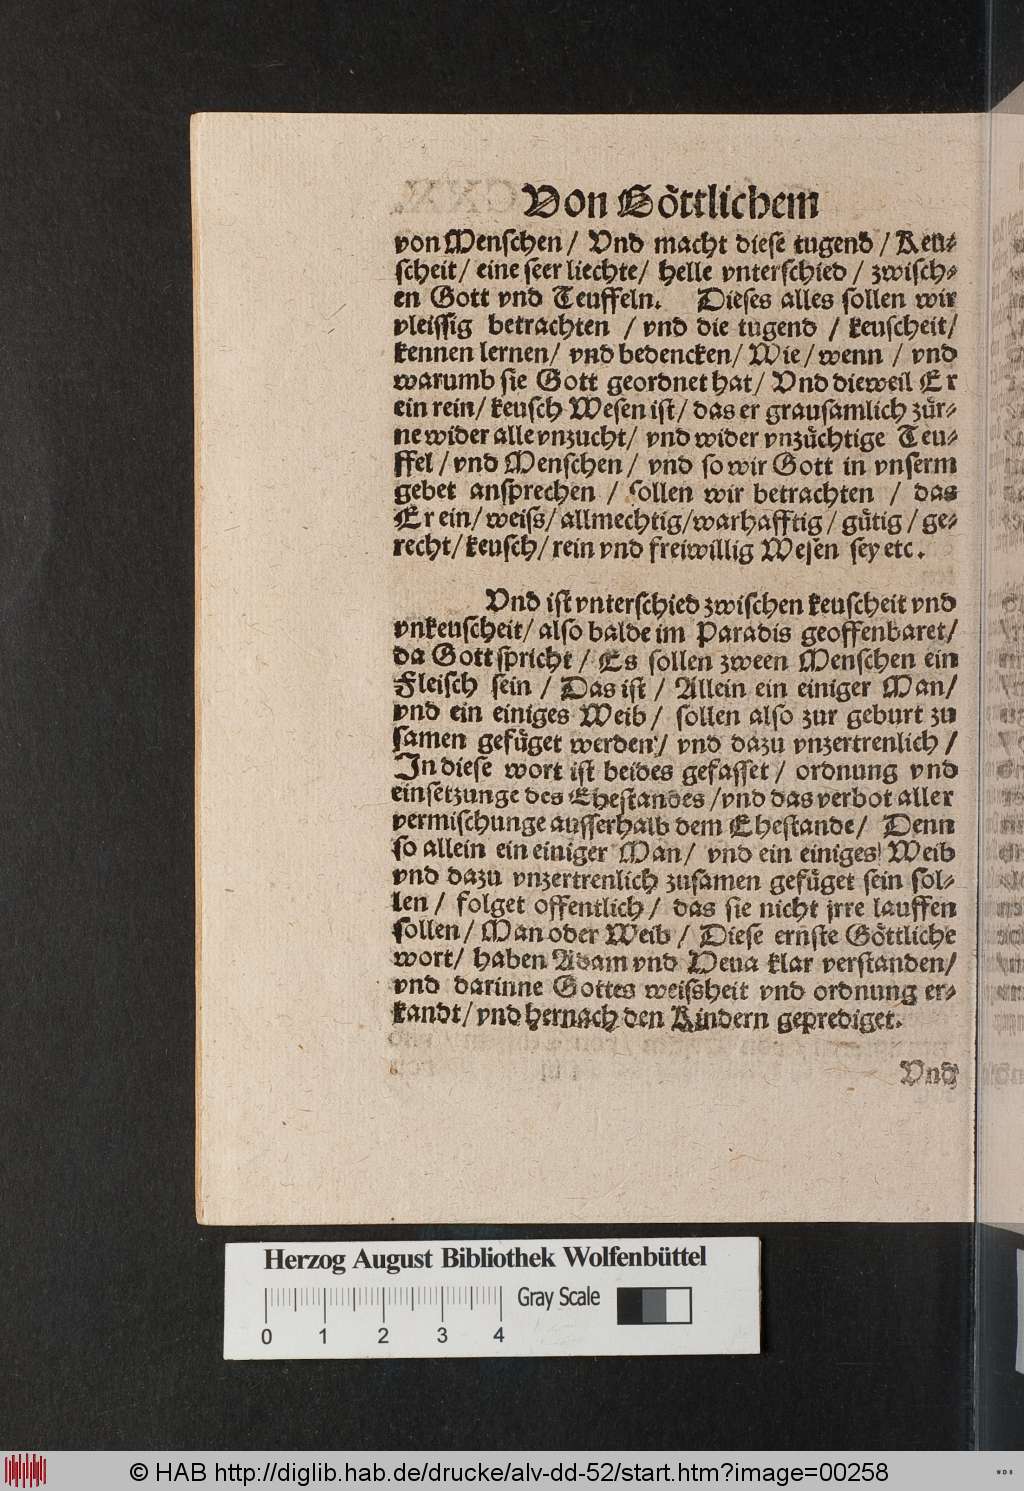 Von Göttlichem
von Menschen / Vnd macht diese tugend / Keu-
scheit / eine seer liechte / helle vnterschied / zwisch-
en Gott vnd Teuffeln. Dieses alles sollen wir
vleissig betrachten / vnd die tugend / keuscheit /
kennen lernen / vnd bedencken / Wie / wenn / vnd
warumb sie Gott geordnet hat / Vnd dieweil Er
ein rein / keusch Wesen ist / das er grausamlich zür-
ne wider alle vnzucht / vnd wider vnzüchtige Teu-
ffel / vnd Menschen / vnd so wir Gott in vnserm
gebet ansprechen / sollen wir betrachten / das
Er ein / weiss / allmechtig / warhafftig / gütig / ge-
recht / keusch / rein vnd freiwillig Wesen sey etc.
Vnd ist vnterschied zwischen keuscheit vnd
vnkeuscheit / also balde im Paradis geoffenbaret /
da Gott spricht / Es sollen zween Menschen ein
Fleisch sein / Das ist / Allein ein einiger Man /
vnd ein einiges Weib / sollen also zur geburt zu
samen gefüget werden / vnd dazu vnzertrenlich /
In diese wort ist beides gefasset / ordnung vnd
einsetzunge des Ehestandes / vnd das verbot aller
vermischunge ausserhalb dem Ehestande / Denn
so allein ein einiger Man / vnd ein einiges Weib
vnd dazu vnzertrenlich zusamen gefüget sein sol-
len / folget offentlich / das sie nicht jrre lauffen
sollen / Man oder Weib / Diese ernste Göttliche
wort / haben Adam vnd Heua klar verstanden /
vnd darinne Gottes weissheit vnd ordnung er-
kandt / vnd hernach den Kindern geprediget.
Vnd
Herzog August Bibliothek Wolfenbüttel
Gray Scale
0 1 2 3 4
© HAB http://diglib.hab.de/drucke/alv-dd-52/start.htm?image=00258